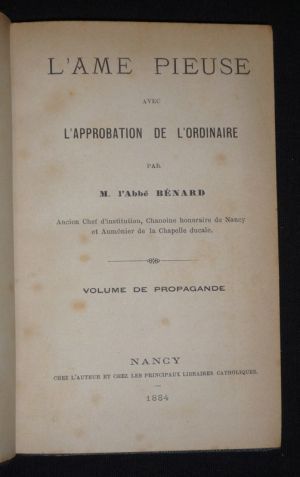 L'AME PIEUSE
AVEC
L'APPROBATION DE L'ORDINAIRE
PAR
M. l'Abbé BÉNARD
Ancien Chef d'institution, Chanoine honoraire de Nancy
et Aumônier de la Chapelle ducale.
VOLUME DE PROPAGANDE
NANCY
CHEZ L'AUTEUR ET CHEZ LES PRINCIPAUX LIBRAIRES CATHOLIQUES.
1884